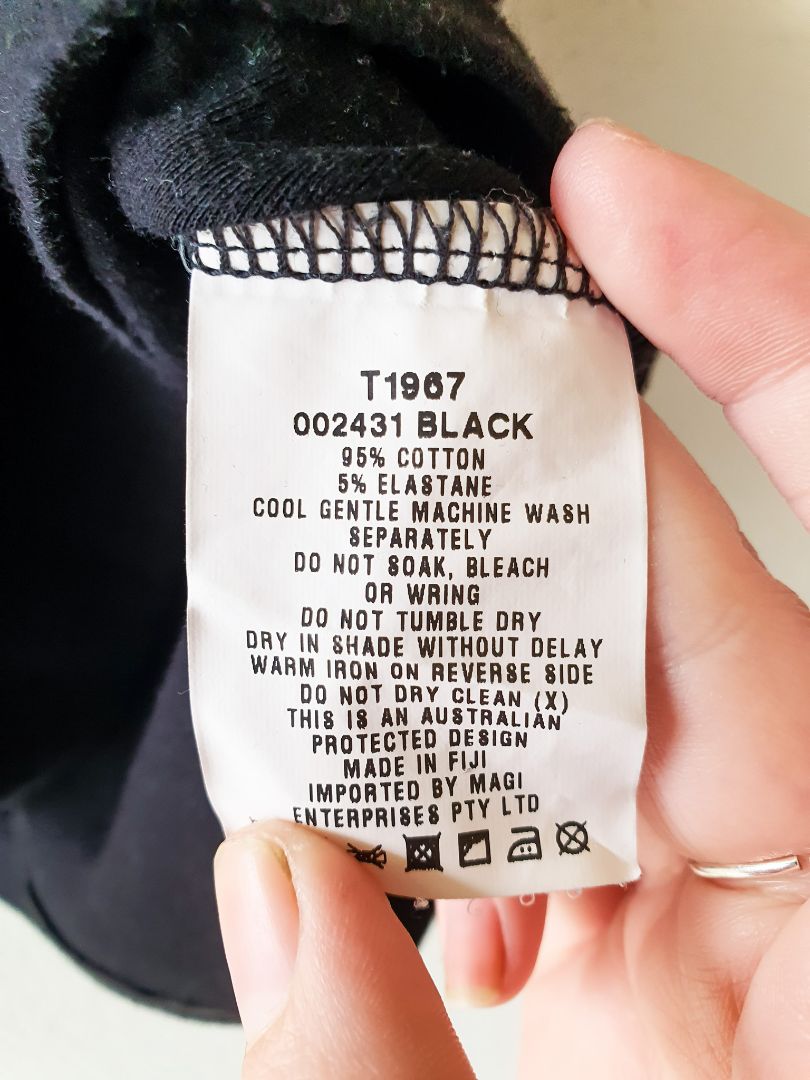 T1967
002431 BLACK
95% COTTON
5% ELASTANE
COOL GENTLE MACHINE WASH
SEPARATELY
DO NOT SOAK, BLEACH
OR WRING
DO NOT TUMBLE DRY
DRY IN SHADE WITHOUT DELAY
WARM IRON ON REVERSE SIDE
DO NOT DRY CLEAN (X)
THIS IS AN AUSTRALIAN
PROTECTED DESIGN
MADE IN FIJI
IMPORTED BY MAGI
ENTERPRISES PTY LTD